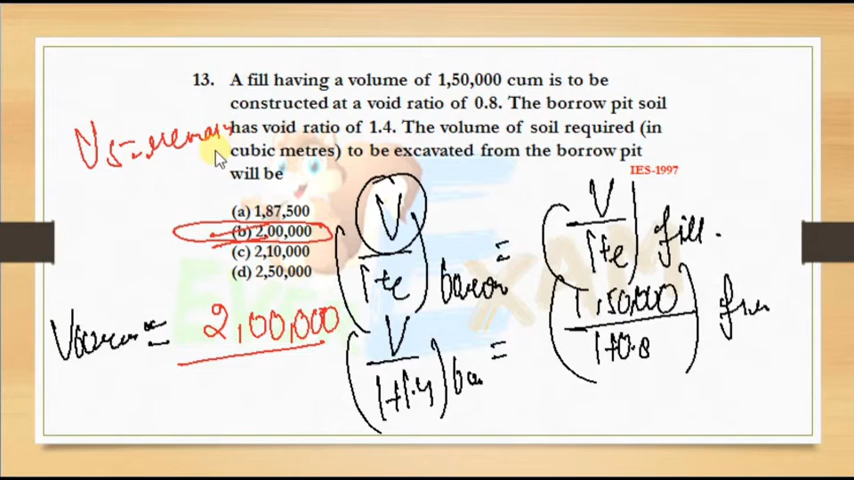 13. A fill having a volume of 1,50,000 cum is to be
constructed at a void ratio of 0.8. The borrow pit soil
has void ratio of 1.4. The volume of soil required (in
cubic metres) to be excavated from the borrow pit
will be
IES-1997
(a) 1,87,500
(b) 2,00,000
(c) 2,10,000
(d) 2,50,000
Vs=
(V/1+e) = (V/1+e) fill.
2,00,000
(V/1+1.4) = (1,50,000/1+0.8)
EXAM